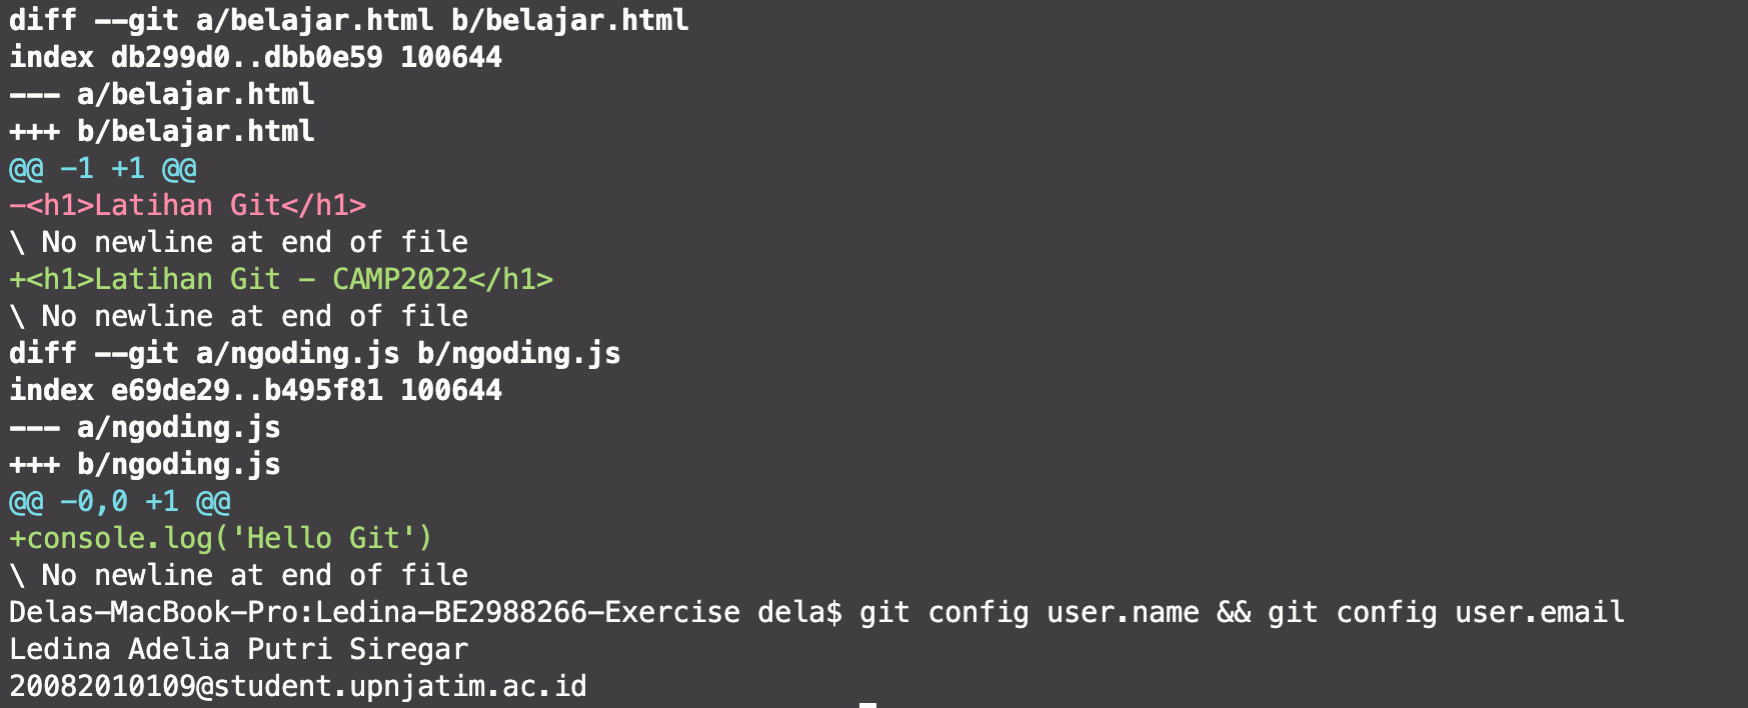 diff --git a/belajar.html b/belajar.html
index db299d0..dbb0e59 100644
--- a/belajar.html
+++ b/belajar.html
@@ -1 +1 @@
-<h1>Latihan Git</h1>
\ No newline at end of file
+<h1>Latihan Git - CAMP2022</h1>
\ No newline at end of file
diff --git a/ngoding.js b/ngoding.js
index e69de29..b495f81 100644
--- a/ngoding.js
+++ b/ngoding.js
@@ -0,0 +1 @@
+console.log('Hello Git')
\ No newline at end of file
Delas-MacBook-Pro:Ledina-BE2988266-Exercise dela$ git config user.name && git config user.email
Ledina Adelia Putri Siregar
20082010109@student.upnjatim.ac.id